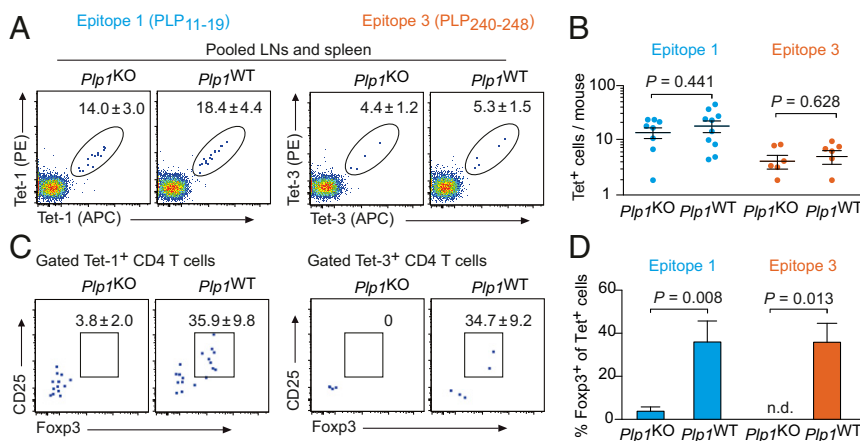 A
Epitope 1 (PLP11-19)
Epitope 3 (PLP240-248)
Pooled LNs and spleen
Plp1KO
Plp1WT
Plp1KO
Plp1WT
14.0±3.0
18.4±4.4
4.4±1.2
5.3±1.5
Tet-1 (PE)
Tet-3 (PE)
Tet-1 (APC)
Tet-3 (APC)
B
Epitope 1
Epitope 3
P = 0.441
P = 0.628
Tet+ cells / mouse
100
10
1
Plp1KO
Plp1WT
Plp1KO
Plp1WT
C
Gated Tet-1+ CD4 T cells
Gated Tet-3+ CD4 T cells
Plp1KO
Plp1WT
Plp1KO
Plp1WT
3.8±2.0
35.9±9.8
0
34.7±9.2
CD25
CD25
Foxp3
Foxp3
D
Epitope 1
Epitope 3
P = 0.008
P = 0.013
% Foxp3+ of Tet+ cells
60
40
20
0
n.d.
Plp1KO
Plp1WT
Plp1KO
Plp1WT